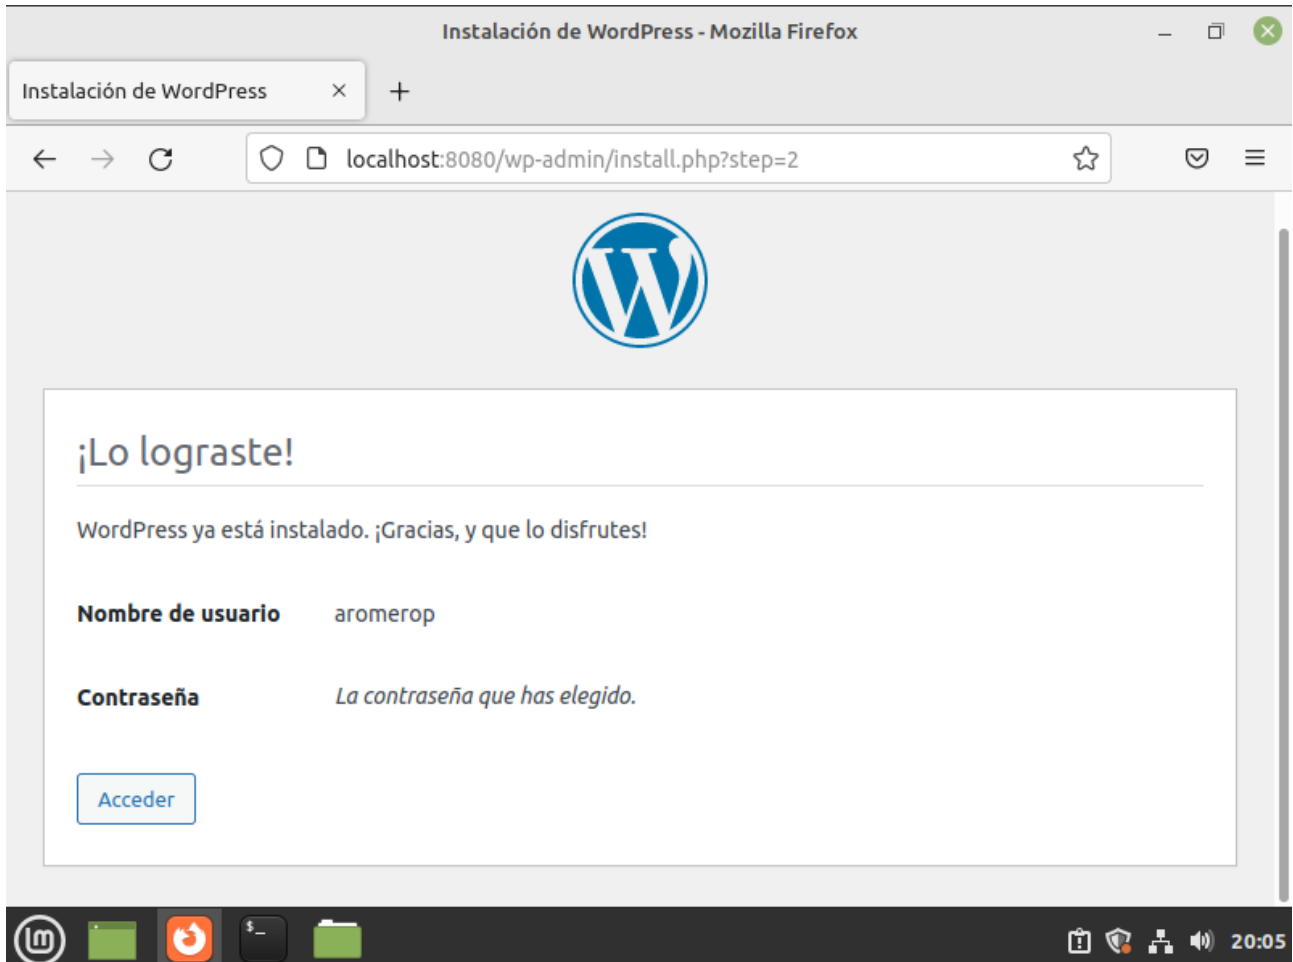 Instalación de WordPress - Mozilla Firefox
Instalación de WordPress
localhost:8080/wp-admin/install.php?step=2
¡Lo lograste!
WordPress ya está instalado. ¡Gracias, y que lo disfrutes!
Nombre de usuario aromerop
Contraseña La contraseña que has elegido.
Acceder
$_
20:05